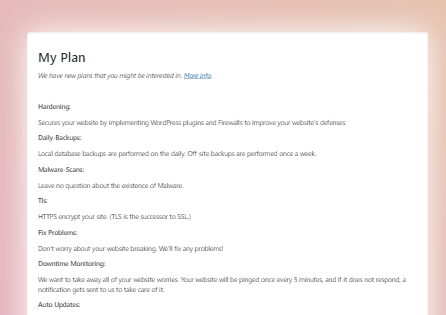 My Plan
We have new plans that you might be interested in. More info.
Hardening:
Secures your website by implementing WordPress plugins and Firewalls to improve your website's defenses
Daily-Backups:
Local database backups are performed on the daily. Off-site backups are performed once a week.
Malware-Scans:
Leave no question about the existence of Malware.
Tls:
HTTPS encrypt your site. (TLS is the successor to SSL)
Fix Problems:
Don't worry about your website breaking. We'll fix any problems!
Downtime Monitoring:
We want to take away all of your website worries. Your website will be pinged once every 5 minutes, and if it does not respond, a
notification gets sent to us to take care of it.
Auto Updates: